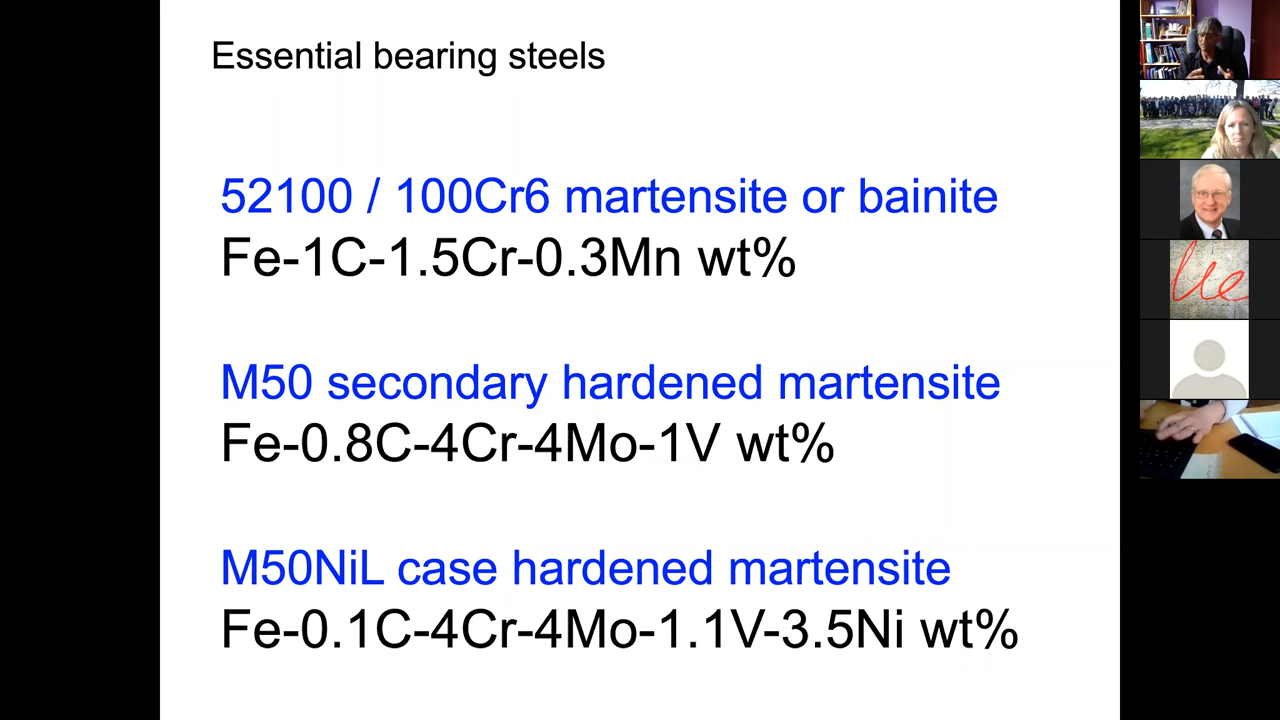 Essential bearing steels
52100 / 100Cr6 martensite or bainite
Fe-1C-1.5Cr-0.3Mn wt%
M50 secondary hardened martensite
Fe-0.8C-4Cr-4Mo-1V wt%
M50NiL case hardened martensite
Fe-0.1C-4Cr-4Mo-1.1V-3.5Ni wt%